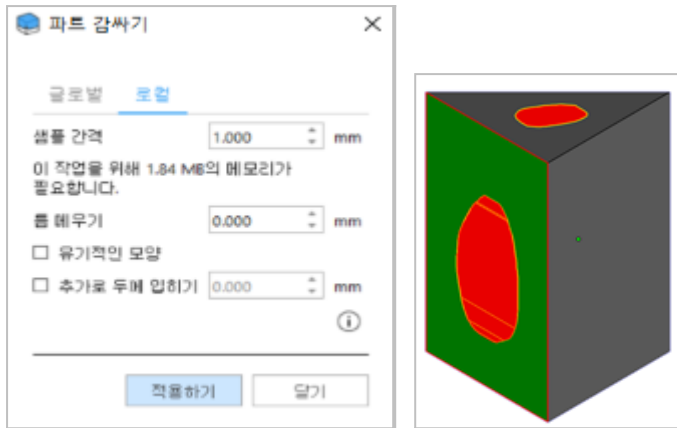 파트 감싸기
글로벌 로컬
샘플 간격 1.000 mm
이 작업을 위해 1.84 MB의 메모리가
필요합니다.
틈 메우기 0.000 mm
유기적인 모양
추가로 두께 입히기 0.000 mm
적용하기 닫기